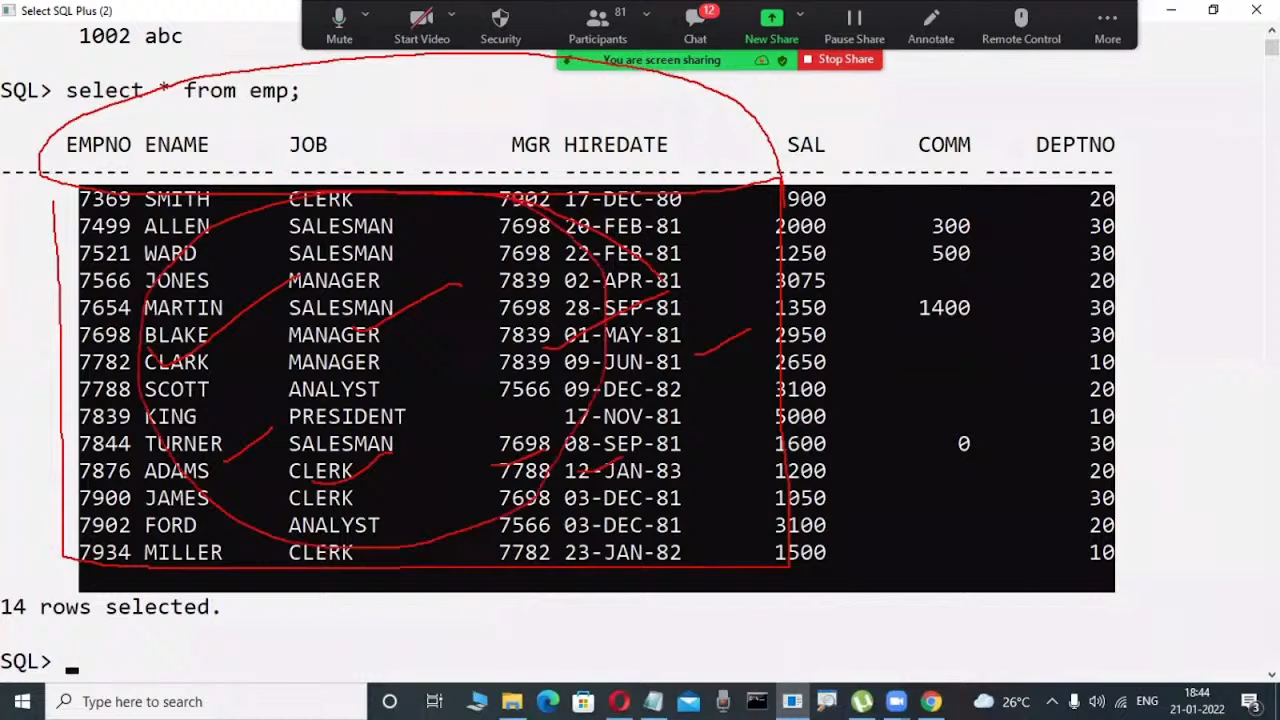 Select SQL Plus (2)
Mute Start Video Security Participants 81 Chat 12 New Share Pause Share Annotate Remote Control More
You are screen sharing Stop Share
1002 abc
SQL> select * from emp;
EMPNO ENAME JOB MGR HIREDATE SAL COMM DEPTNO
---------- ---------- --------- ---------- --------- ---------- ---------- ----------
7369 SMITH CLERK 7902 17-DEC-80 900 20
7499 ALLEN SALESMAN 7698 20-FEB-81 2000 300 30
7521 WARD SALESMAN 7698 22-FEB-81 1250 500 30
7566 JONES MANAGER 7839 02-APR-81 3075 20
7654 MARTIN SALESMAN 7698 28-SEP-81 1350 1400 30
7698 BLAKE MANAGER 7839 01-MAY-81 2950 30
7782 CLARK MANAGER 7839 09-JUN-81 2650 10
7788 SCOTT ANALYST 7566 09-DEC-82 3100 20
7839 KING PRESIDENT 17-NOV-81 5000 10
7844 TURNER SALESMAN 7698 08-SEP-81 1600 0 30
7876 ADAMS CLERK 7788 12-JAN-83 1200 20
7900 JAMES CLERK 7698 03-DEC-81 1050 30
7902 FORD ANALYST 7566 03-DEC-81 3100 20
7934 MILLER CLERK 7782 23-JAN-82 1500 10
14 rows selected.
SQL>
Type here to search 26°C ENG 18:44
21-01-2022 3